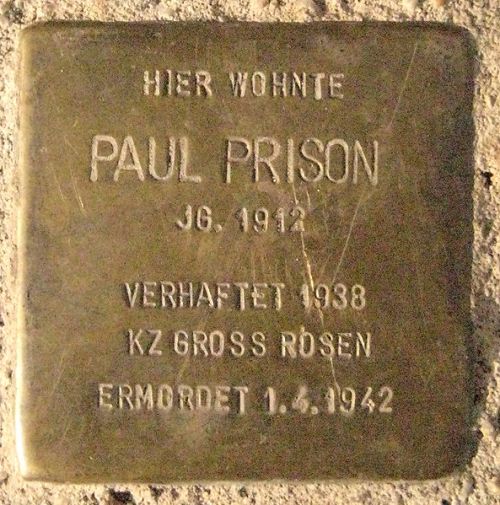 HIER WOHNTE
PAUL PRISON
JG. 1912
VERHAFTET 1938
KZ GROSS ROSEN
ERMORDET 1.4.1942